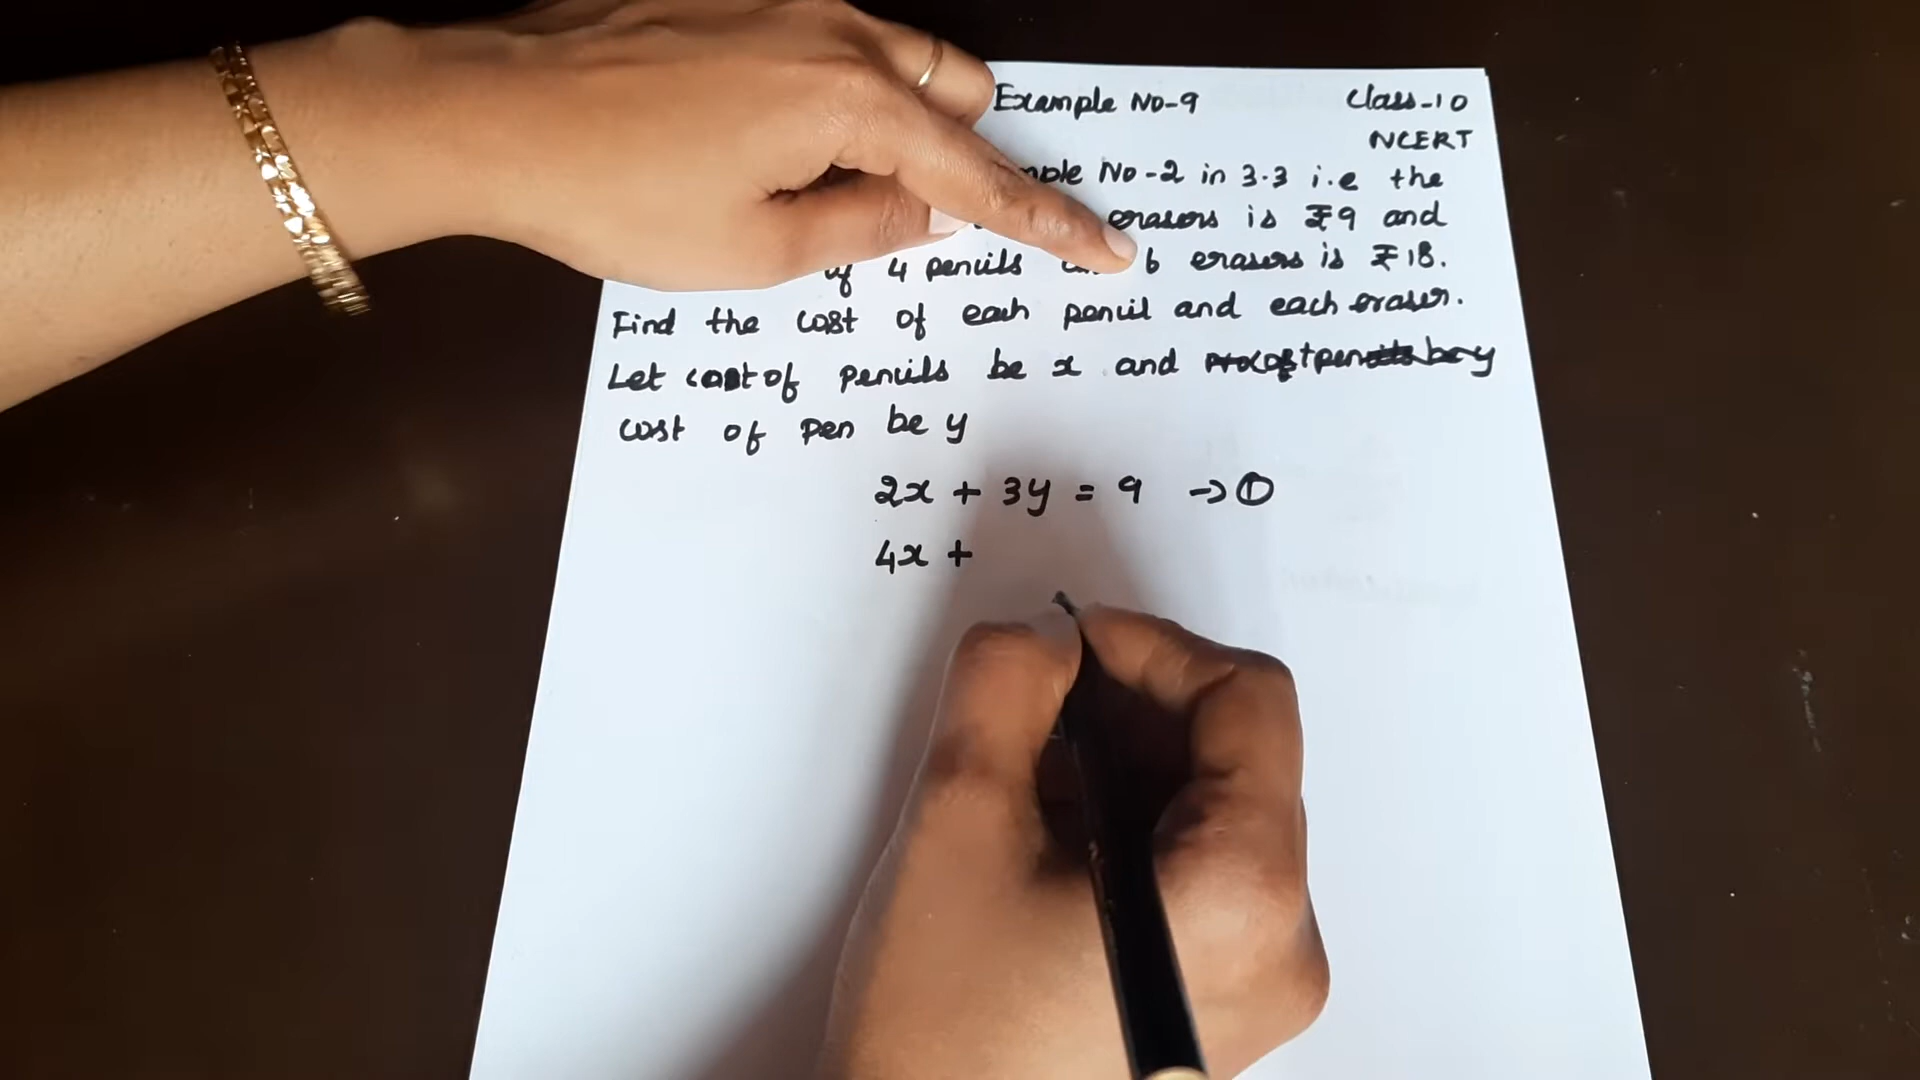 Example No-9 Class-10
NCERT
No-2 in 3.3 i.e the
erasers is ₹9 and
of 4 pencils 6 erasers is ₹18.
Find the cost of each pencil and each eraser.
Let cost of pencils be x and y
cost of pen be y
2x + 3y = 9 →①
4x +